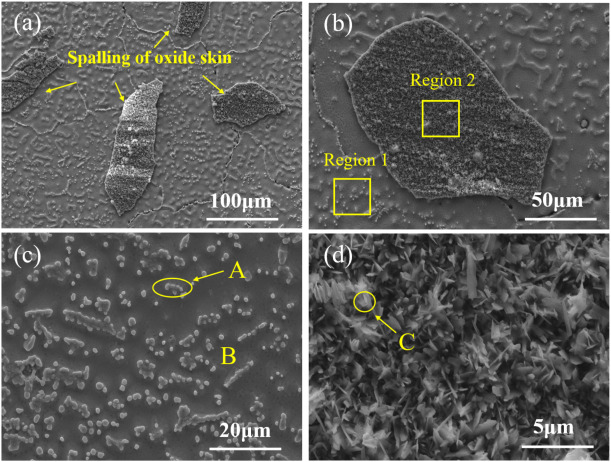 (a)
Spalling of oxide skin
100μm
(b)
Region 2
Region 1
50μm
(c)
A
B
20μm
(d)
C
5μm